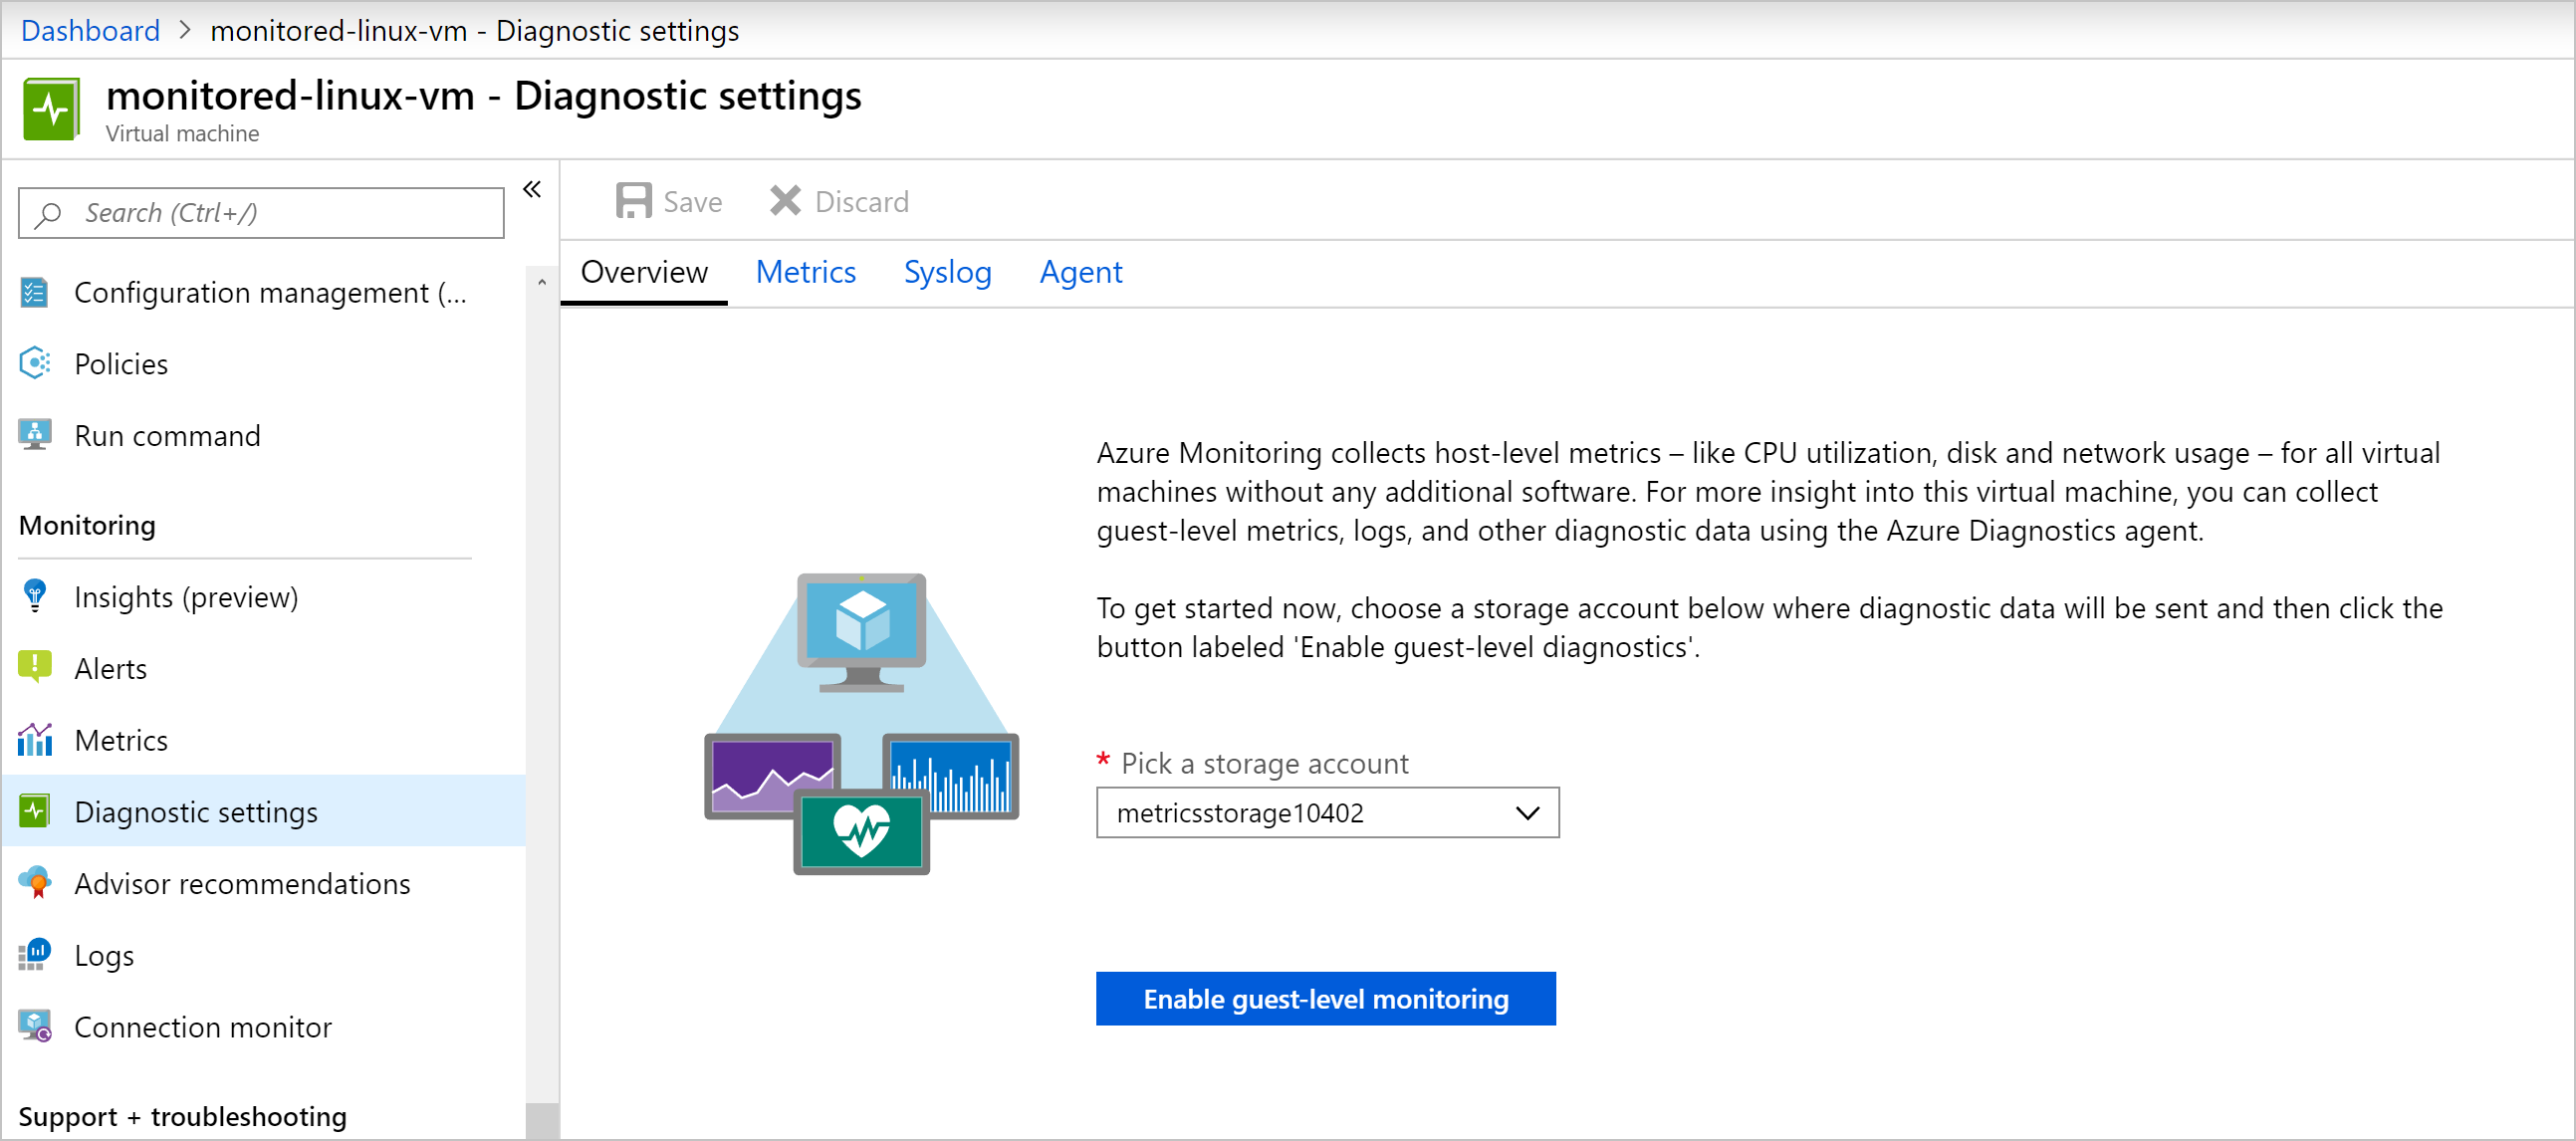 Dashboard > monitored-linux-vm - Diagnostic settings
monitored-linux-vm - Diagnostic settings
Virtual machine
Search (Ctrl+/)
«
Configuration management (...
Policies
Run command
Monitoring
Insights (preview)
Alerts
Metrics
Diagnostic settings
Advisor recommendations
Logs
Connection monitor
Support + troubleshooting
Save Discard
Overview Metrics Syslog Agent
Azure Monitoring collects host-level metrics – like CPU utilization, disk and network usage – for all virtual
machines without any additional software. For more insight into this virtual machine, you can collect
guest-level metrics, logs, and other diagnostic data using the Azure Diagnostics agent.
To get started now, choose a storage account below where diagnostic data will be sent and then click the
button labeled 'Enable guest-level diagnostics'.
* Pick a storage account
metricsstorage10402
Enable guest-level monitoring